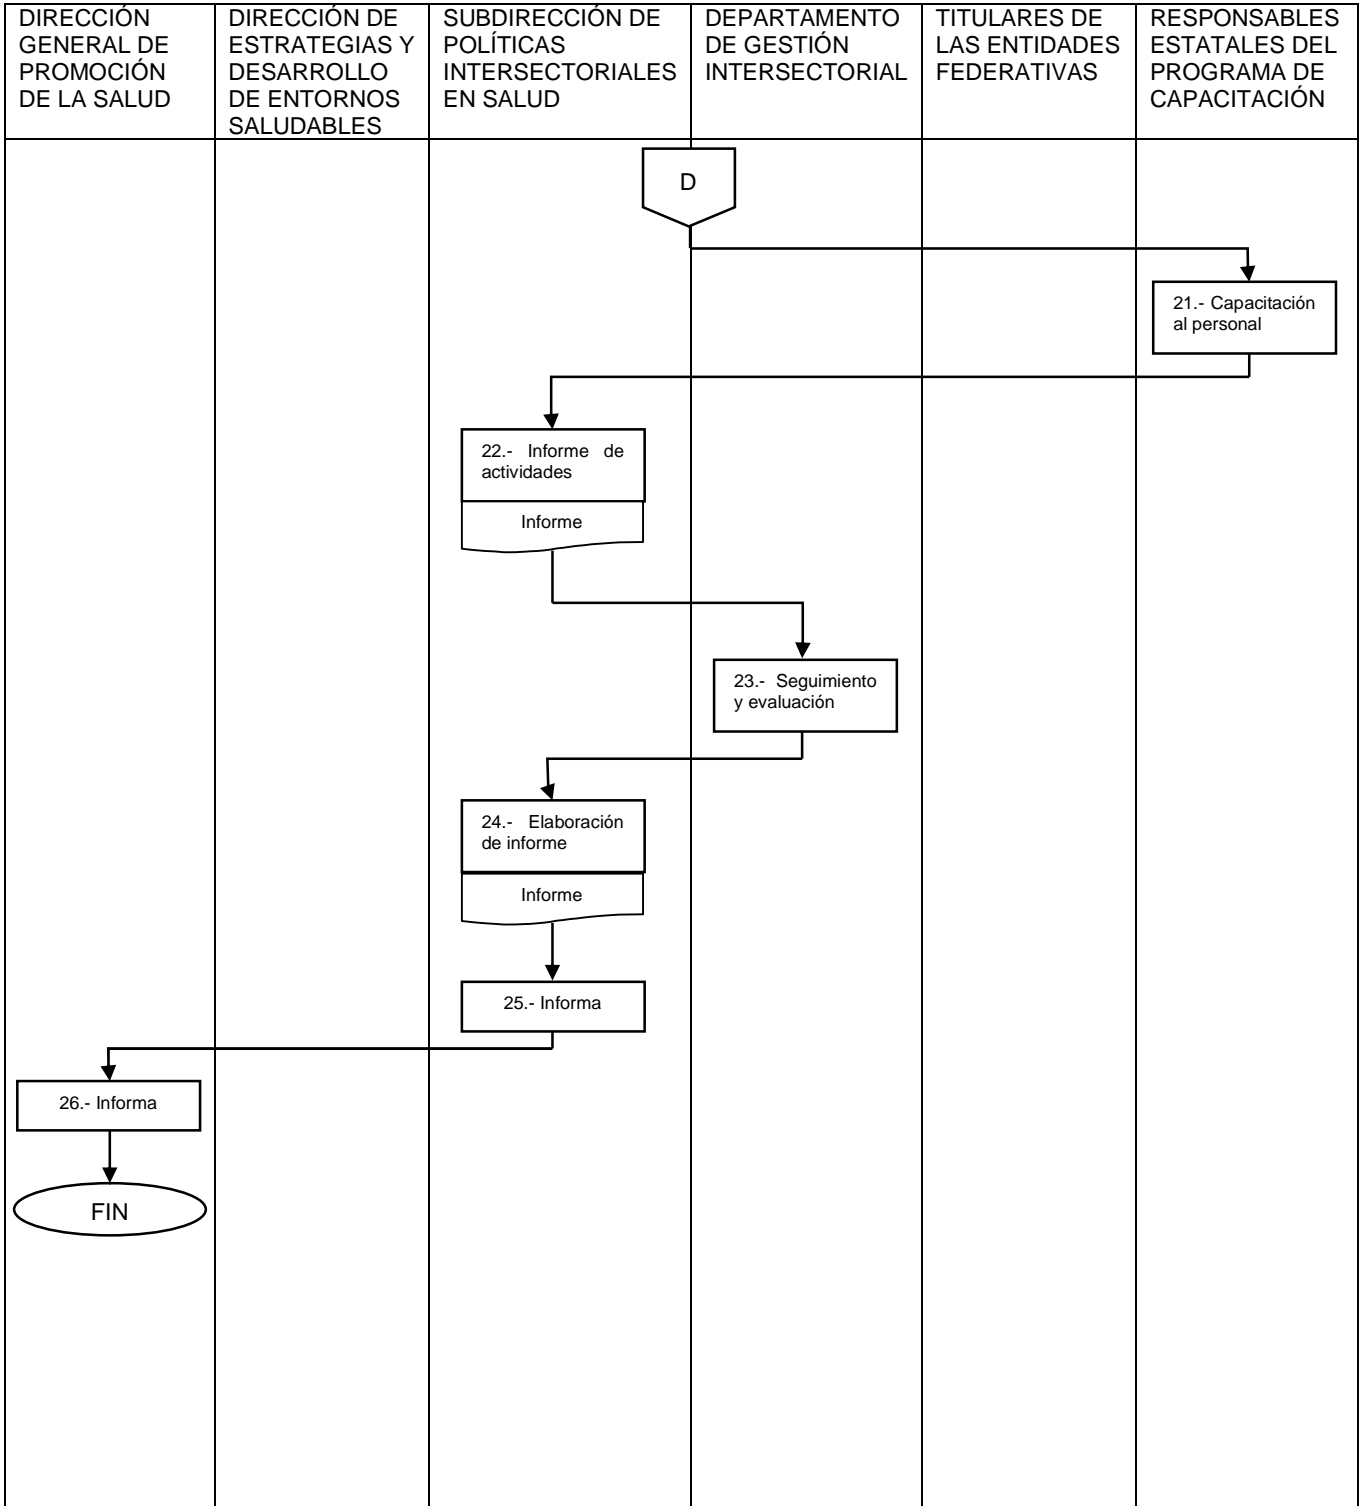 DIRECCIÓN
GENERAL DE
PROMOCIÓN
DE LA SALUD
DIRECCIÓN DE
ESTRATEGIAS Y
DESARROLLO
DE ENTORNOS
SALUDABLES
SUBDIRECCIÓN DE
POLÍTICAS
INTERSECTORIALES
EN SALUD
DEPARTAMENTO
DE GESTIÓN
INTERSECTORIAL
TITULARES DE
LAS ENTIDADES
FEDERATIVAS
RESPONSABLES
ESTATALES DEL
PROGRAMA DE
CAPACITACIÓN
D
21.- Capacitación
al personal
22.- Informe de
actividades
Informe
23.- Seguimiento
y evaluación
24.- Elaboración
de informe
Informe
25.- Informa
26.- Informa
FIN